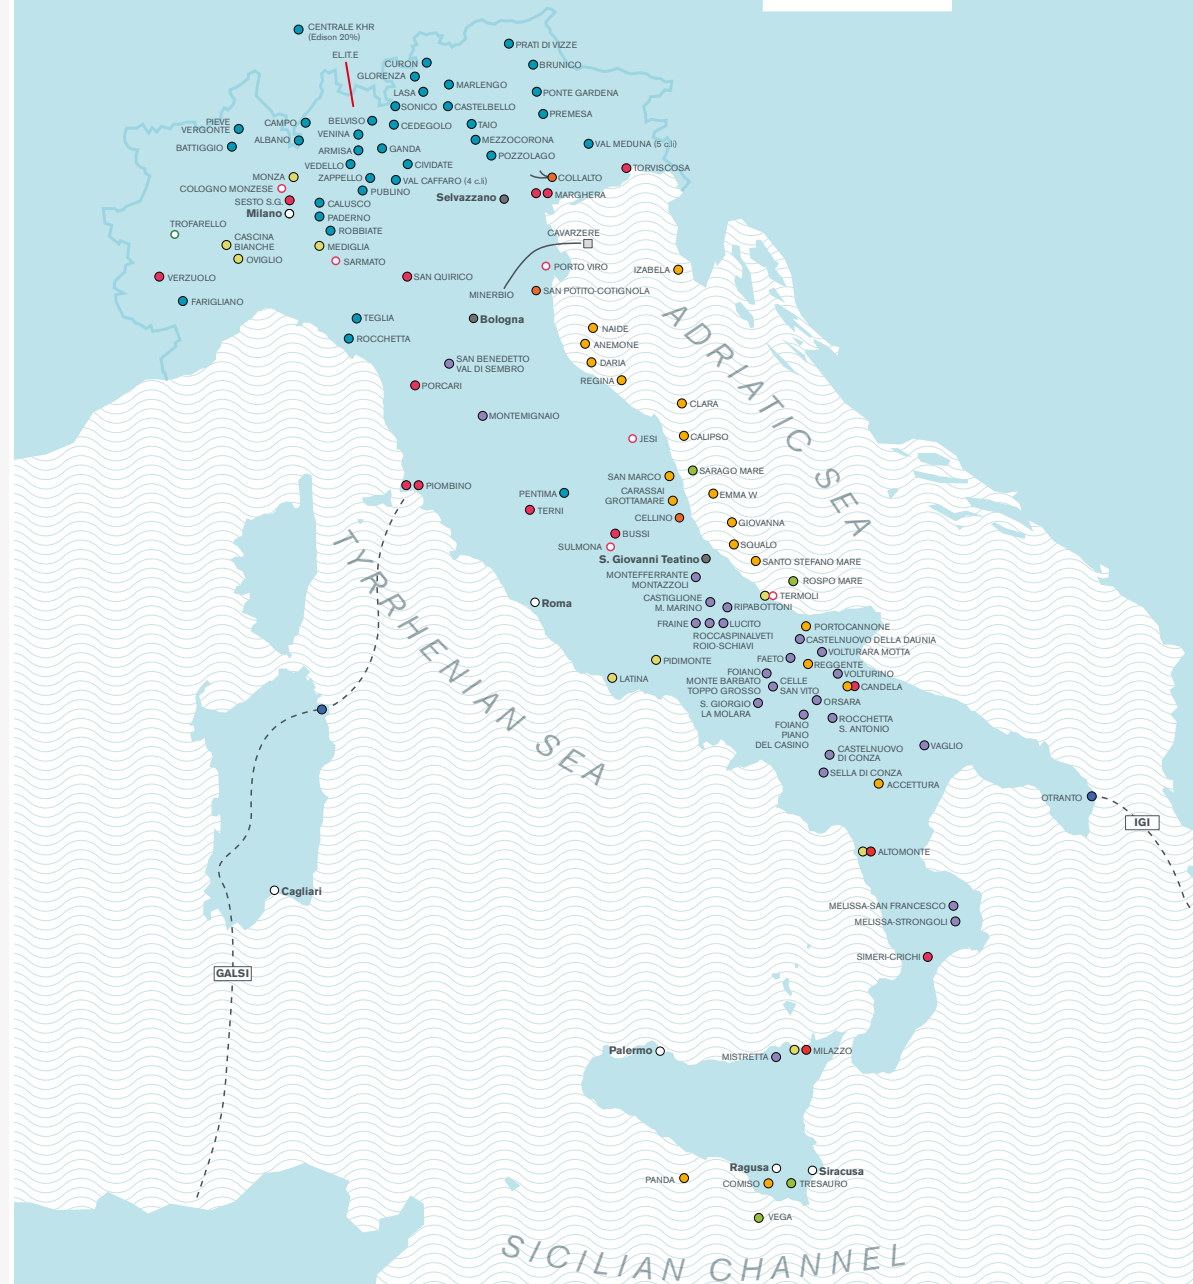 CENTRALE KHR
(Edison 20%)
EL.IT.E
PRATI DI VIZZE
CURON
BRUNICO
GLORENZA
MARLENGO
LASA
PONTE GARDENA
SONICO
CASTELBELLO
PREMESA
PIEVE
VERGONTE
CAMPO
BELVISO
CEDEGOLO
TAIO
VENINA
ALBANO
MEZZOCORONA
VAL MEDUNA (5 c.li)
BATTIGGIO
ARMISA
GANDA
POZZOLAGO
VEDELLO
CIVIDATE
TORVISCOSA
MONZA
ZAPPELLO
VAL CAFFARO (4 c.li)
COLLALTO
COLOGNO MONZESE
PUBLINO
MARGHERA
SESTO S.G.
CALUSCO
Selvazzano
Milano
PADERNO
TROFARELLO
ROBBIATE
CAVARZERE
CASCINA
BIANCHE
MEDIGLIA
OVIGLIO
SARMATO
PORTO VIRO
IZABELA
VERZUOLO
SAN QUIRICO
MINERBIO
SAN POTITO-COTIGNOLA
FARIGLIANO
TEGLIA
Bologna
ADRIATIC SEA
NAIDE
ROCCHETTA
ANEMONE
SAN BENEDETTO
VAL DI SEMBRO
DARIA
REGINA
PORCARI
CLARA
MONTEMIGNAIO
JESI
CALIPSO
SARAGO MARE
SAN MARCO
PIOMBINO
PENTIMA
CARASSAI
GROTTAMARE
EMMA W
TERNI
CELLINO
GIOVANNA
BUSSI
SQUALO
SULMONA
S. Giovanni Teatino
SANTO STEFANO MARE
TYRRHENIAN SEA
MONTEFFERRANTE
MONTAZZOLI
ROSPO MARE
TERMOLI
CASTIGLIONE
M. MARINO
RIPABOTTONI
Roma
FRAINE
LUCITO
PORTOCANNONE
ROCCASPINALVETI
ROIO-SCHIAVI
CASTELNUOVO DELLA DAUNIA
VOLTURARA MOTTA
PIDIMONTE
FAETO
REGGENTE
FOIANO
VOLTURINO
LATINA
MONTE BARBATO
TOPPO GROSSO
CELLE
SAN VITO
CANDELA
S. GIORGIO
LA MOLARA
ORSARA
FOIANO
PIANO
DEL CASINO
ROCCHETTA
S. ANTONIO
VAGLIO
CASTELNUOVO
DI CONZA
SELLA DI CONZA
ACCETTURA
OTRANTO
IGI
ALTOMONTE
Cagliari
MELISSA-SAN FRANCESCO
MELISSA-STRONGOLI
SIMERI-CRICHI
GALSI
Palermo
MISTRETTA
MILAZZO
Ragusa
Siracusa
PANDA
COMISO
TRESAURO
VEGA
SICILIAN CHANNEL